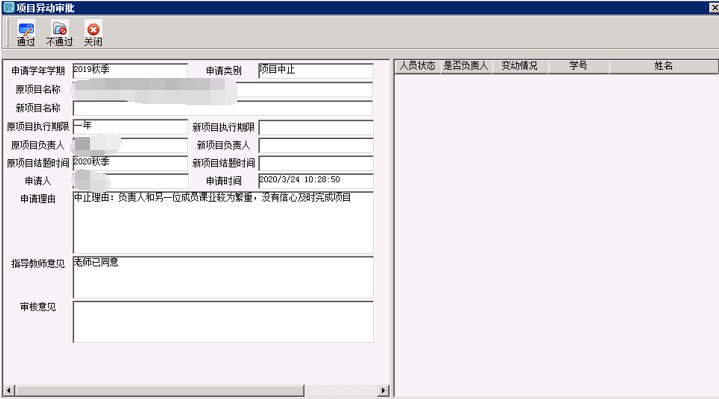 项目异动审批
通过 不通过 关闭
申请学年学期 2019秋季 申请类别 项目中止
原项目名称
新项目名称
原项目执行期限 一年 新项目执行期限
原项目负责人 新项目负责人
原项目结题时间 2020秋季 新项目结题时间
申请人 申请时间 2020/3/24 10:28:50
申请理由 中止理由：负责人和另一位成员课业较为繁重，没有信心及时完成项目
指导教师意见 老师已同意
审核意见
人员状态 是否负责人 变动情况 学号 姓名